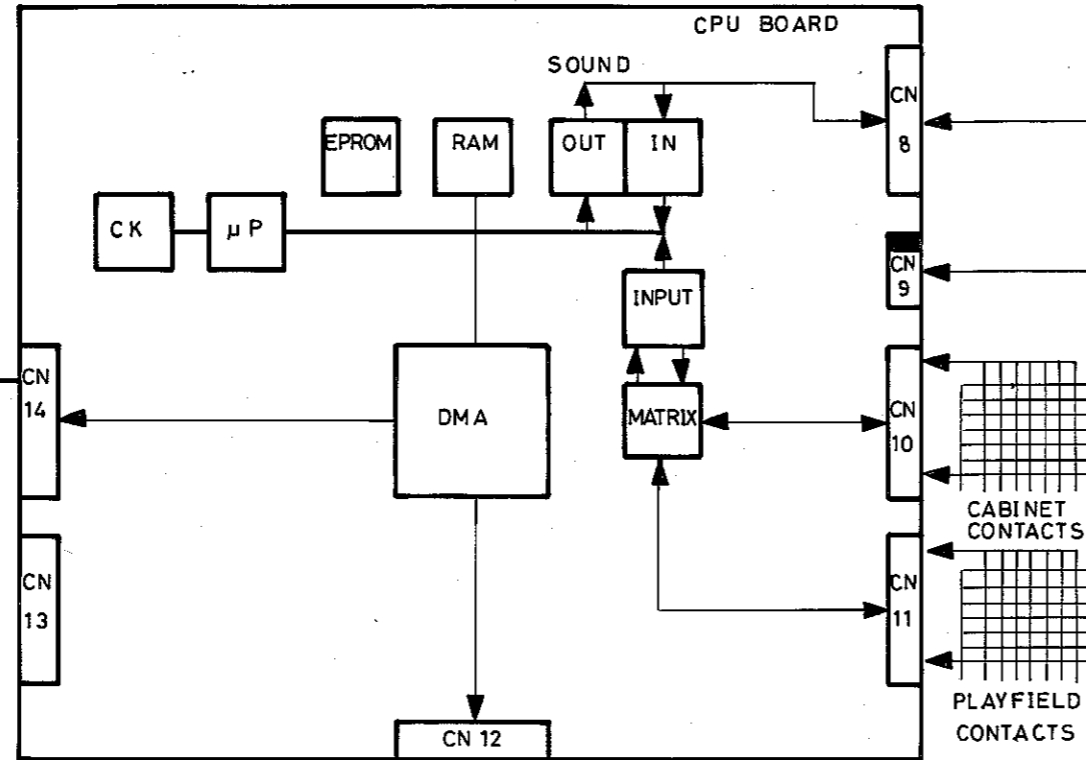 CPU BOARD
SOUND
CN
8
EPROM
RAM
OUT
IN
CK
µP
CN
9
INPUT
CN
14
DMA
MATRIX
CN
10
CABINET
CONTACTS
CN
13
CN
11
PLAYFIELD
CONTACTS
CN 12